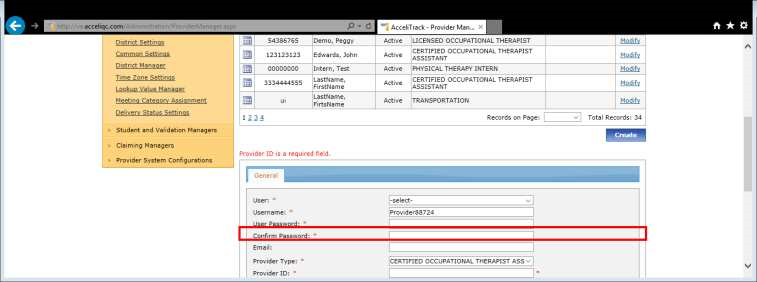 http://ve.acceliqc.com/Administration/ProviderManager.aspx
AcceliTrack - Provider Man...
District Settings
Common Settings
District Manager
Time Zone Settings
Lookup Value Manager
Meeting Category Assignment
Delivery Status Settings
Student and Validation Managers
Claiming Managers
Provider System Configurations
54386765 Demo, Peggy Active LICENSED OCCUPATIONAL THERAPIST Modify
123123123 Edwards, John Active CERTIFIED OCCUPATIONAL THERAPIST ASSISTANT Modify
00000000 Intern, Test Active PHYSICAL THERAPY INTERN Modify
3334444555 LastName, FirstName Active CERTIFIED OCCUPATIONAL THERAPIST ASSISTANT Modify
ui LastName, FirtsName Active TRANSPORTATION Modify
1 2 3 4 Records on Page: Total Records: 34
Create
Provider ID is a required field.
General
User: * -select-
Username: * Provider88724
User Password: *
Confirm Password: *
Email:
Provider Type: * CERTIFIED OCCUPATIONAL THERAPIST ASS
Provider ID: * *